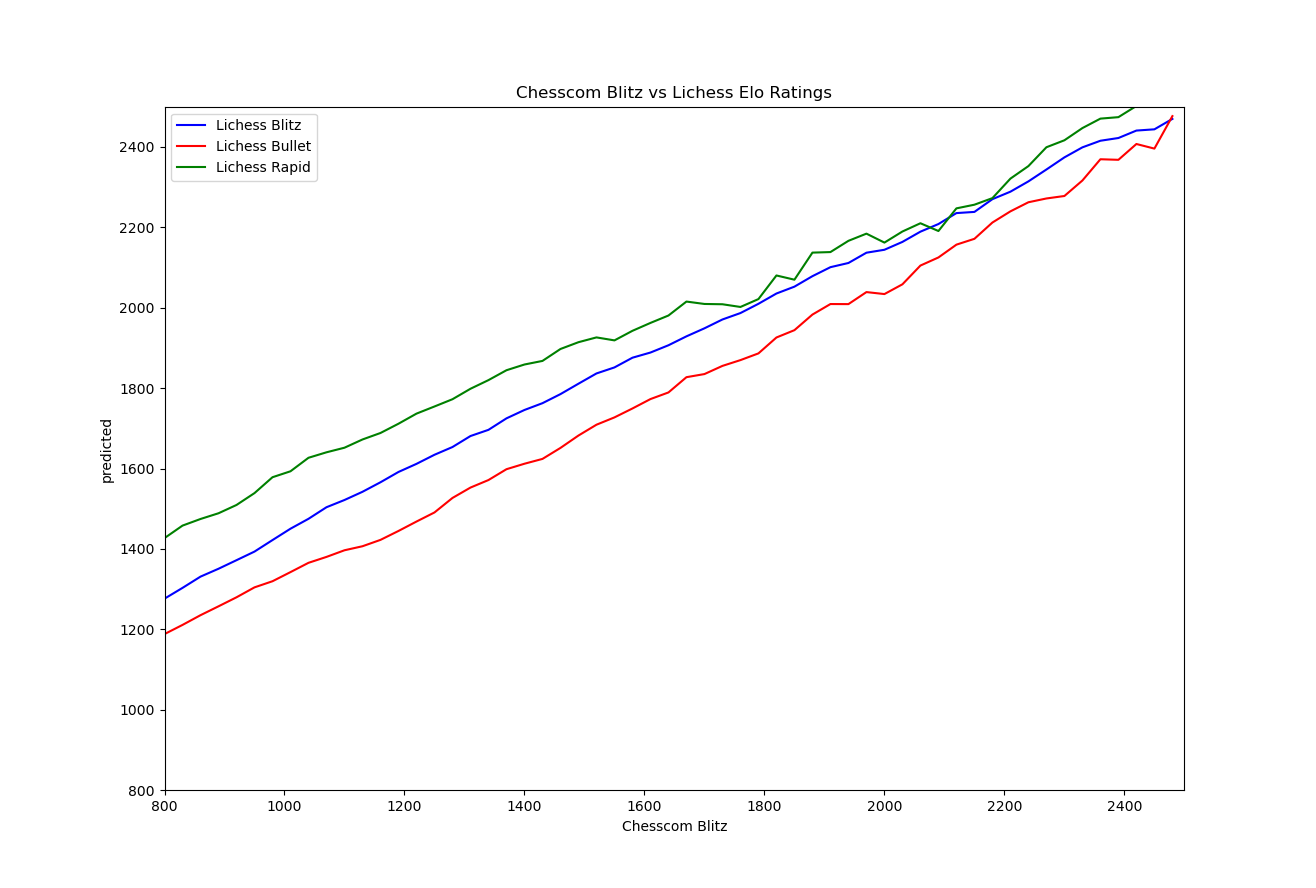 Chesscom Blitz vs Lichess Elo Ratings
Lichess Blitz
Lichess Bullet
Lichess Rapid
2400
2200
2000
1800
1600
1400
1200
1000
800
predicted
800 1000 1200 1400 1600 1800 2000 2200 2400
Chesscom Blitz